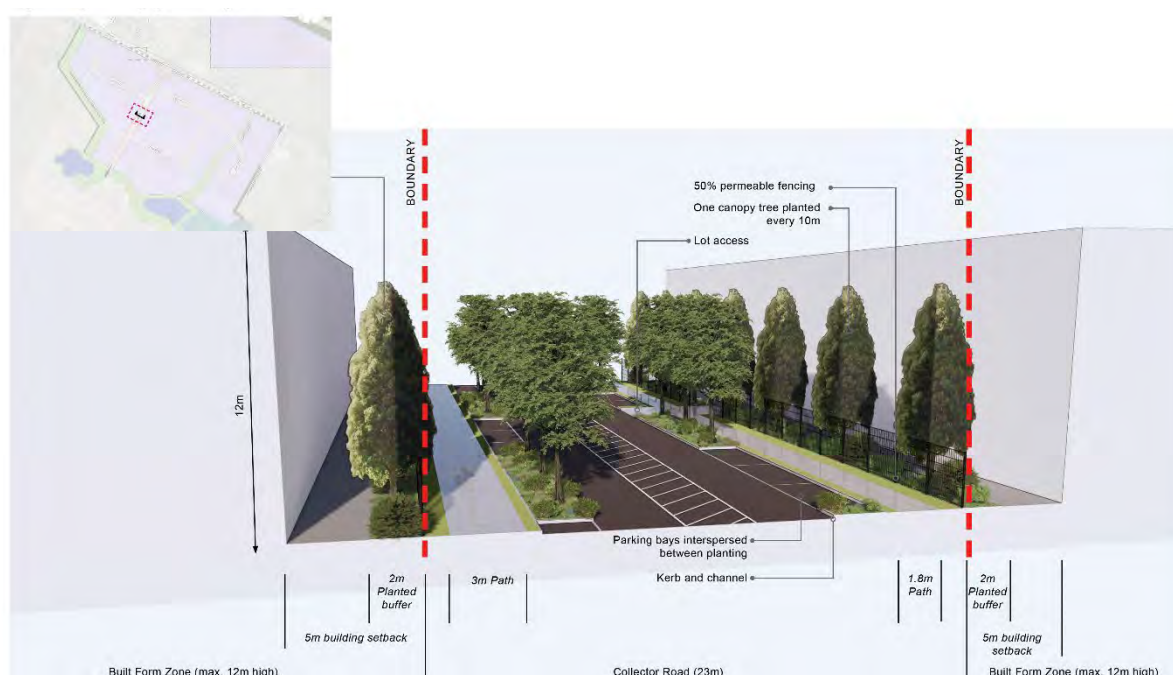 BOUNDARY
BOUNDARY
50% permeable fencing
One canopy tree planted
every 10m
Lot access
12m
Parking bays interspersed
between planting
Kerb and channel
2m
Planted
buffer
3m Path
1.8m
Path
2m
Planted
buffer
5m building setback
5m building
setback
Built Form Zone (max. 12m high)
Collector Road (23m)
Built Form Zone (max. 12m high)